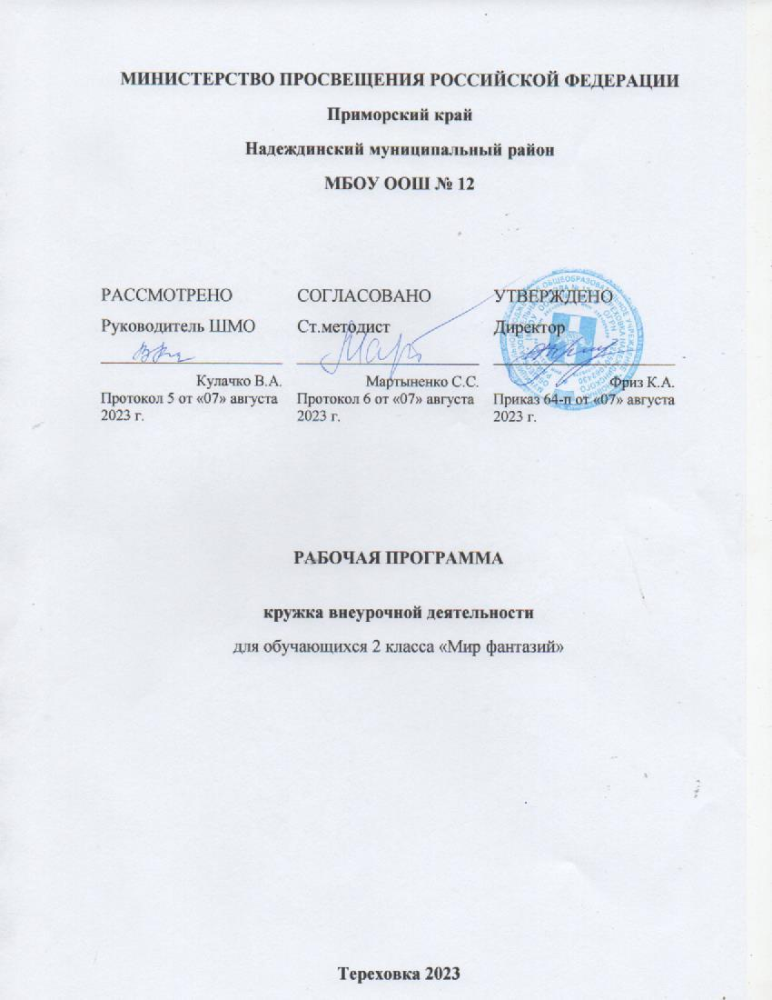 МИНИСТЕРСТВО ПРОСВЕЩЕНИЯ РОССИЙСКОЙ ФЕДЕРАЦИИ
Приморский край
Надеждинский муниципальный район
МБОУ ООШ № 12
РАССМОТРЕНО
Руководитель ШМО
Кулачко В.А.
Протокол 5 от «07» августа
2023 г.
СОГЛАСОВАНО
Ст.методист
Мартыненко С.С.
Протокол 6 от «07» августа
2023 г.
УТВЕРЖДЕНО
Директор
Фриз К.А.
Приказ 64-п от «07» августа
2023 г.
РАБОЧАЯ ПРОГРАММА
кружка внеурочной деятельности
для обучающихся 2 класса «Мир фантазий»
Тереховка 2023